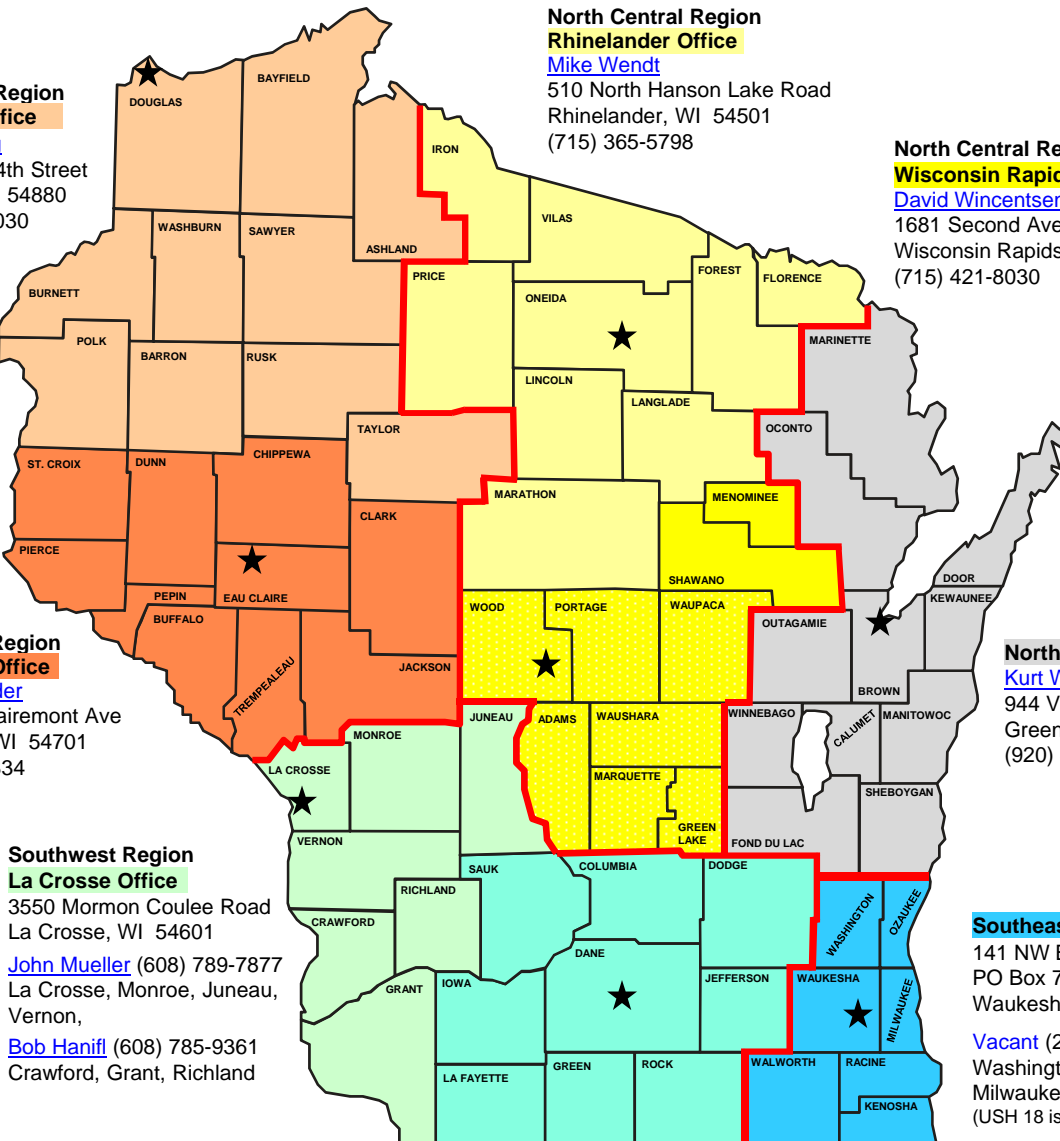 North Central Region
Rhinelander Office
Mike Wendt
510 North Hanson Lake Road
Rhinelander, WI 54501
(715) 365-5798
Region
fice
4th Street
54880
030
North Central Re
Wisconsin Rapid
David Wincentsen
1681 Second Ave
Wisconsin Rapids
(715) 421-8030
DOUGLAS
BAYFIELD
IRON
VILAS
WASHBURN
SAWYER
ASHLAND
PRICE
FOREST
FLORENCE
BURNETT
ONEIDA
POLK
BARRON
RUSK
MARINETTE
LINCOLN
LANGLADE
TAYLOR
OCONTO
ST. CROIX
DUNN
CHIPPEWA
MARATHON
MENOMINEE
CLARK
PIERCE
SHAWANO
DOOR
PEPIN
EAU CLAIRE
WOOD
PORTAGE
WAUPACA
KEWAUNEE
BUFFALO
OUTAGAMIE
TREMPEALEAU
JACKSON
BROWN
Region
Office
der
airemont Ave
WI 54701
334
North
Kurt W
944 V
Green
(920)
JUNEAU
ADAMS
WAUSHARA
WINNEBAGO
CALUMET
MANITOWOC
MONROE
LA CROSSE
MARQUETTE
SHEBOYGAN
VERNON
GREEN
LAKE
FOND DU LAC
SAUK
COLUMBIA
DODGE
RICHLAND
CRAWFORD
WASHINGTON
OZAUKEE
DANE
GRANT
IOWA
JEFFERSON
WAUKESHA
MILWAUKEE
LA FAYETTE
GREEN
ROCK
WALWORTH
RACINE
KENOSHA
Southwest Region
La Crosse Office
3550 Mormon Coulee Road
La Crosse, WI 54601
John Mueller (608) 789-7877
La Crosse, Monroe, Juneau,
Vernon,
Bob Hanifl (608) 785-9361
Crawford, Grant, Richland
Southeas
141 NW B
PO Box 7
Waukesh
Vacant (2
Washingt
Milwauke
(USH 18 is